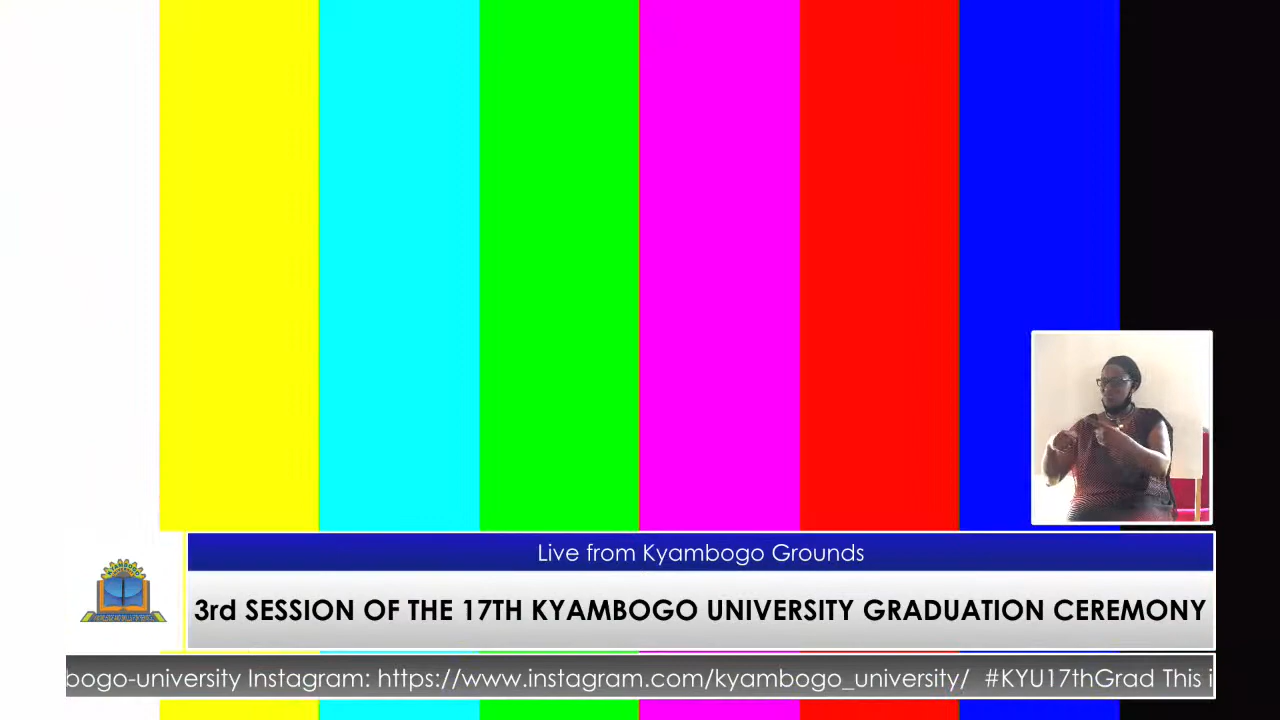 Live from Kyambogo Grounds
KYAMBOGO
3rd SESSION OF THE 17TH KYAMBOGO UNIVERSITY GRADUATION CEREMONY
bogo-university Instagram: https://www.instagram.com/kyambogo_university/ #KYU17thGrad This i